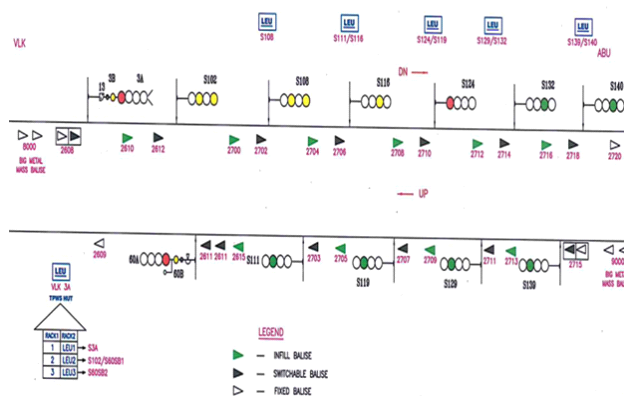 LEU
LEU
LEU
LEU
LEU
S108
S111/S116
S124/S119
S129/S132
S139/S140
VLK
ABU
DN
13
3B
3A
S102
S108
S116
S124
S132
S140
8000
BIG METAL
MASS BALISE
2608
2610
2612
2700
2702
2704
2706
2708
2710
2712
2714
2716
2718
2720
UP
2609
60A
60B
2611
2611
2615
S111
2703
2705
S119
2707
2709
S129
2711
2713
S139
2715
9000
BIG ME
MASS BAL
LEU
VLK 3A
TPWS HUT
RACK1 RACK2
1 LEU1 S3A
2 LEU2 S102/S60SB1
3 LEU3 S60SB2
LEGEND
— INFILL BALISE
— SWITCHABLE BALISE
— FIXED BALISE